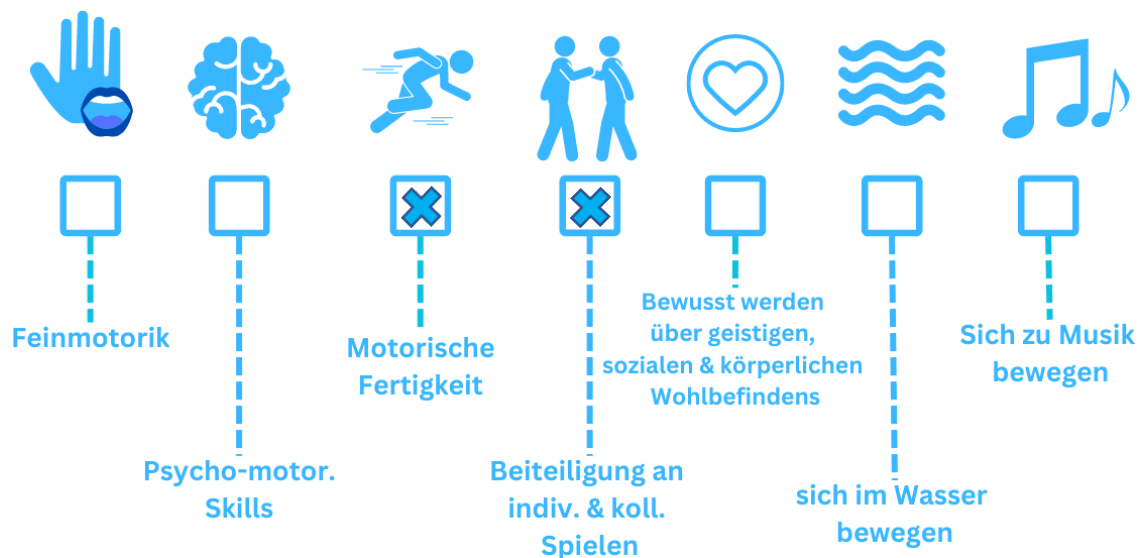 Feinmotorik
Psycho-motor.
Skills
Motorische
Fertigkeit
Beiteiligung an
indiv. & koll.
Spielen
Bewusst werden
über geistigen,
sozialen & körperlichen
Wohlbefindens
sich im Wasser
bewegen
Sich zu Musik
bewegen